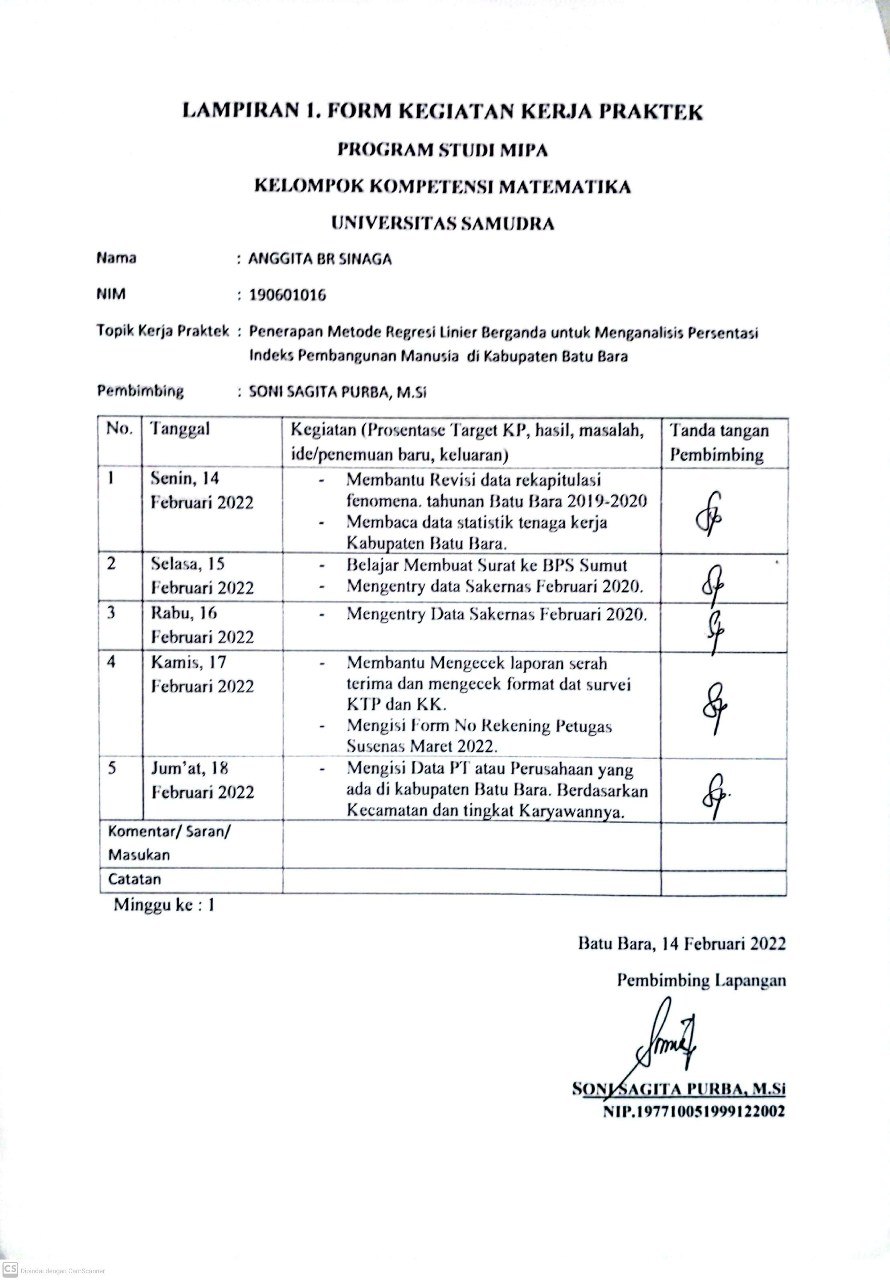 LAMPIRAN 1. FORM KEGIATAN KERJA PRAKTEK
PROGRAM STUDI MIPA
KELOMPOK KOMPETENSI MATEMATIKA
UNIVERSITAS SAMUDRA
Nama : ANGGITA BR SINAGA
NIM : 190601016
Topik Kerja Praktek : Penerapan Metode Regresi Linier Berganda untuk Menganalisis Persentasi
Indeks Pembangunan Manusia di Kabupaten Batu Bara
Pembimbing : SONI SAGITA PURBA, M.Si
No. Tanggal Kegiatan (Prosentase Target KP, hasil, masalah, Tanda tangan
ide/penemuan baru, keluaran) Pembimbing
1 Senin, 14 - Membantu Revisi data rekapitulasi
Februari 2022 fenomena. tahunan Batu Bara 2019-2020
- Membaca data statistik tenaga kerja
Kabupaten Batu Bara.
2 Selasa, 15 - Belajar Membuat Surat ke BPS Sumut
Februari 2022 - Mengentry data Sakernas Februari 2020.
3 Rabu, 16 - Mengentry Data Sakernas Februari 2020.
Februari 2022
4 Kamis, 17 - Membantu Mengecek laporan serah
Februari 2022 terima dan mengecek format dat survei
KTP dan KK.
- Mengisi Form No Rekening Petugas
Susenas Maret 2022.
5 Jum'at, 18 - Mengisi Data PT atau Perusahaan yang
Februari 2022 ada di kabupaten Batu Bara. Berdasarkan
Kecamatan dan tingkat Karyawannya.
Komentar/ Saran/
Masukan
Catatan
Minggu ke : 1
Batu Bara, 14 Februari 2022
Pembimbing Lapangan
SONI SAGITA PURBA, M.Si
NIP.197710051999122002
CS Dipindai dengan CamScanner